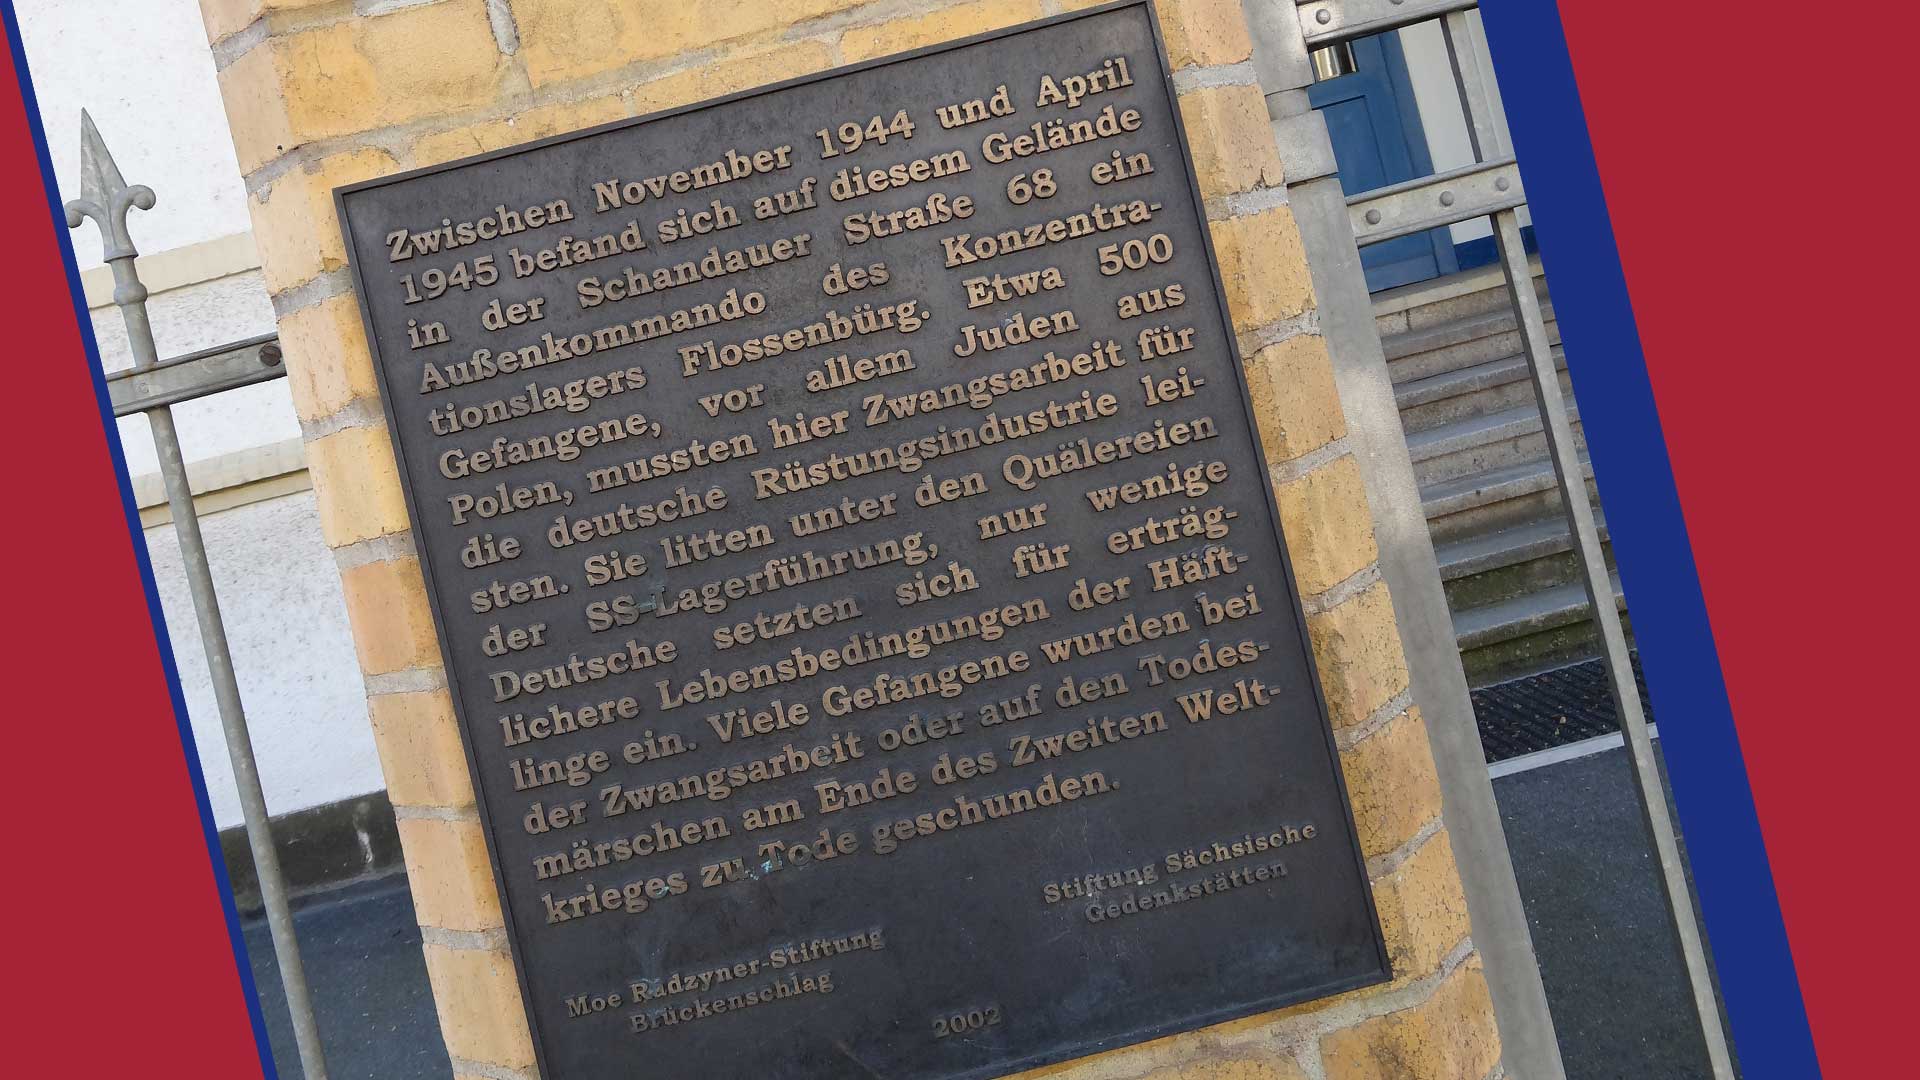 Zwischen November 1944 und April
1945 befand sich auf diesem Gelände
in der Schandauer Straße 68 ein
Außenkommando des Konzentra-
tionslagers Flossenbürg. Etwa 500
Gefangene, vor allem Juden aus
Polen, mussten hier Zwangsarbeit für
die deutsche Rüstungsindustrie lei-
sten. Sie litten unter den Quälereien
der SS-Lagerführung, nur wenige
Deutsche setzten sich für erträg-
lichere Lebensbedingungen der Häft-
linge ein. Viele Gefangene wurden bei
der Zwangsarbeit oder auf den Todes-
märschen am Ende des Zweiten Welt-
krieges zu Tode geschunden.
Stiftung Sächsische
Gedenkstätten
Moe Radzyner-Stiftung
Brückenschlag
2002